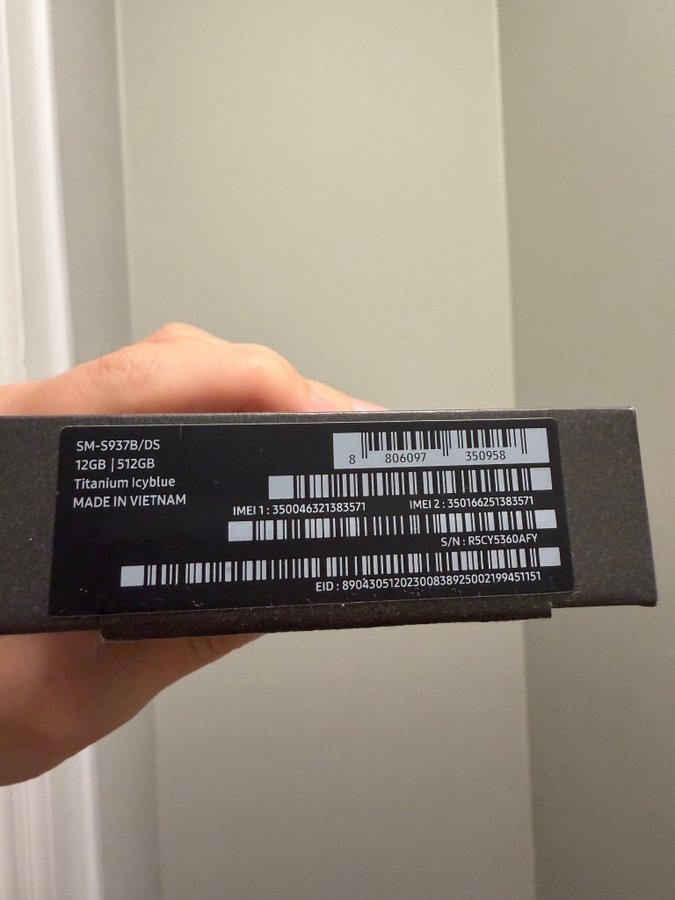 SM-S937B/DS
12GB | 512GB
Titanium Icyblue
MADE IN VIETNAM
8 806097 350958
IMEI 1 : 350046321383571
IMEI 2 : 350166251383571
S/N : R5CY5360AFY
EID : 89043051202300838925002199451151